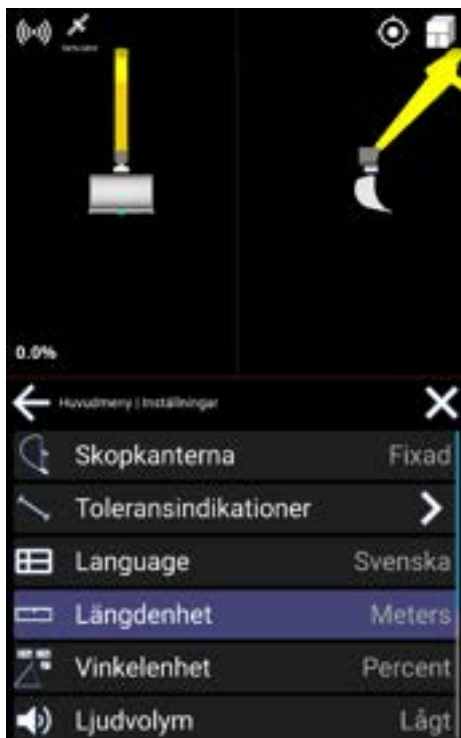 0.0%
Huvudmeny | Inställningar
Skopkanterna Fixad
Toleransindikationer
Language Svenska
Längdenhet Meters
Vinkelenhet Percent
Ljudvolym Lågt